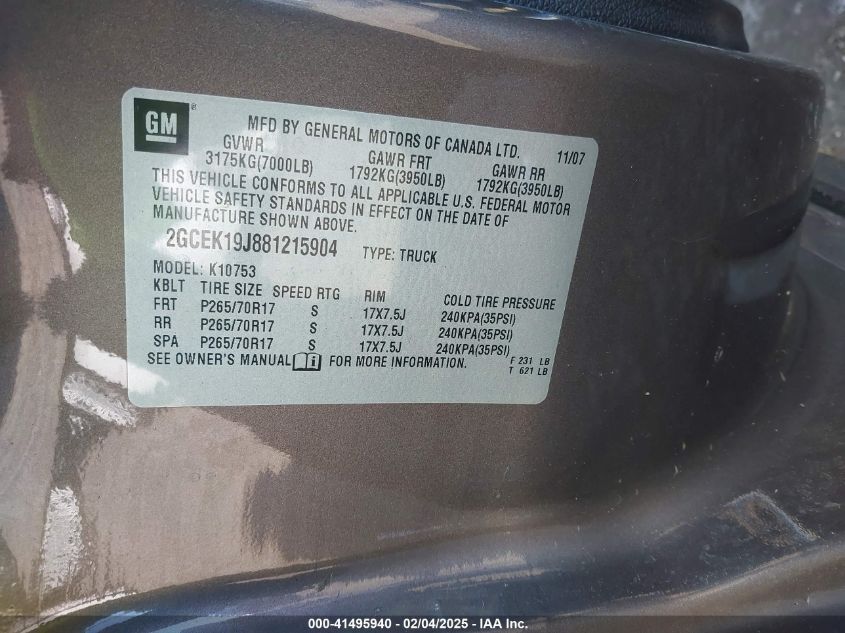 GM®
MFD BY GENERAL MOTORS OF CANADA LTD. 11/07
GVWR GAWR FRT GAWR RR
3175KG(7000LB) 1792KG(3950LB) 1792KG(3950LB)
THIS VEHICLE CONFORMS TO ALL APPLICABLE U.S. FEDERAL MOTOR
VEHICLE SAFETY STANDARDS IN EFFECT ON THE DATE OF
MANUFACTURE SHOWN ABOVE.
2GCEK19J881215904 TYPE: TRUCK
MODEL: K10753
KBLT TIRE SIZE SPEED RTG RIM COLD TIRE PRESSURE
FRT P265/70R17 S 17X7.5J 240KPA(35PSI)
RR P265/70R17 S 17X7.5J 240KPA(35PSI)
SPA P265/70R17 S 17X7.5J 240KPA(35PSI)
SEE OWNER'S MANUAL FOR MORE INFORMATION.
F 231 LB
T 621 LB
000-41495940 - 02/04/2025 - IAA Inc.